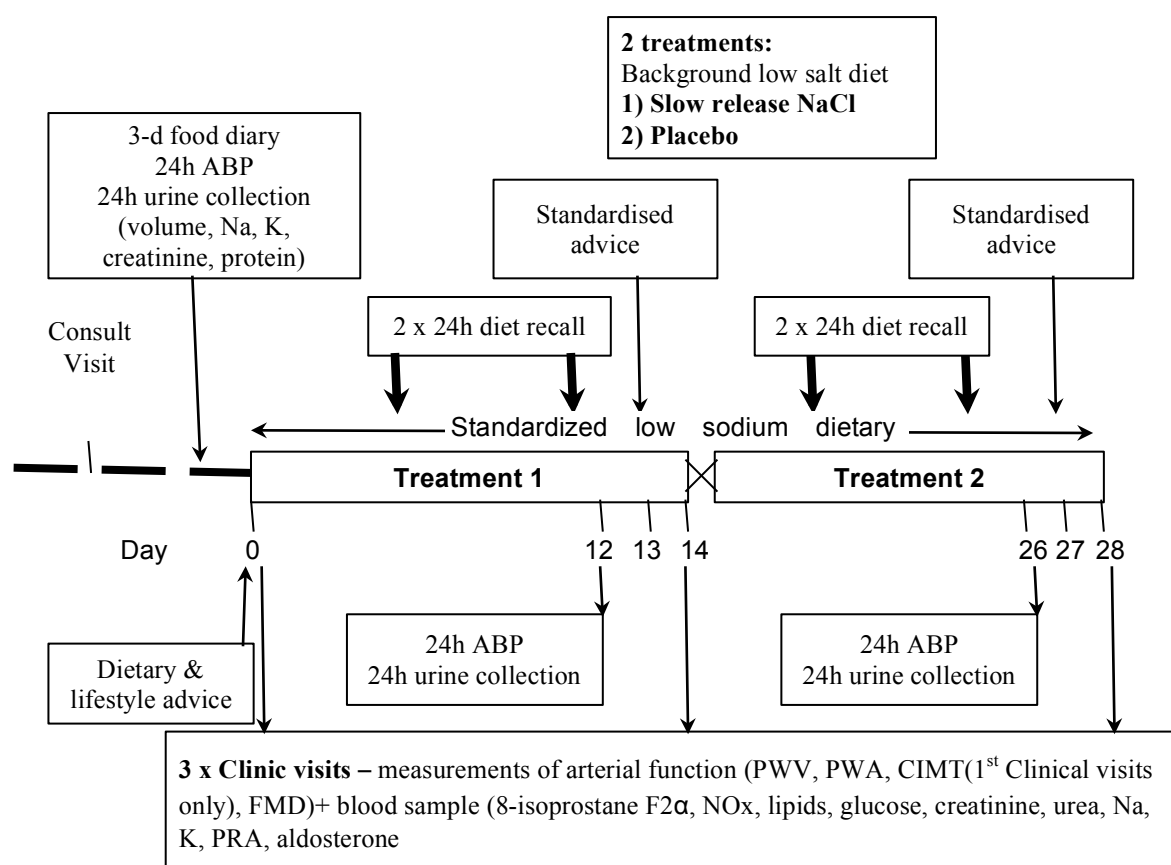 2 treatments:
Background low salt diet
1) Slow release NaCl
2) Placebo
3-d food diary
24h ABP
24h urine collection
(volume, Na, K,
creatinine, protein)
Standardised
advice
Standardised
advice
Consult
Visit
2 x 24h diet recall
2 x 24h diet recall
Standardized low sodium dietary
Treatment 1
Treatment 2
Day 0 12 13 14 26 27 28
Dietary &
lifestyle advice
24h ABP
24h urine collection
24h ABP
24h urine collection
3 x Clinic visits – measurements of arterial function (PWV, PWA, CIMT(1st Clinical visits
only), FMD)+ blood sample (8-isoprostane F2α, NOx, lipids, glucose, creatinine, urea, Na,
K, PRA, aldosterone